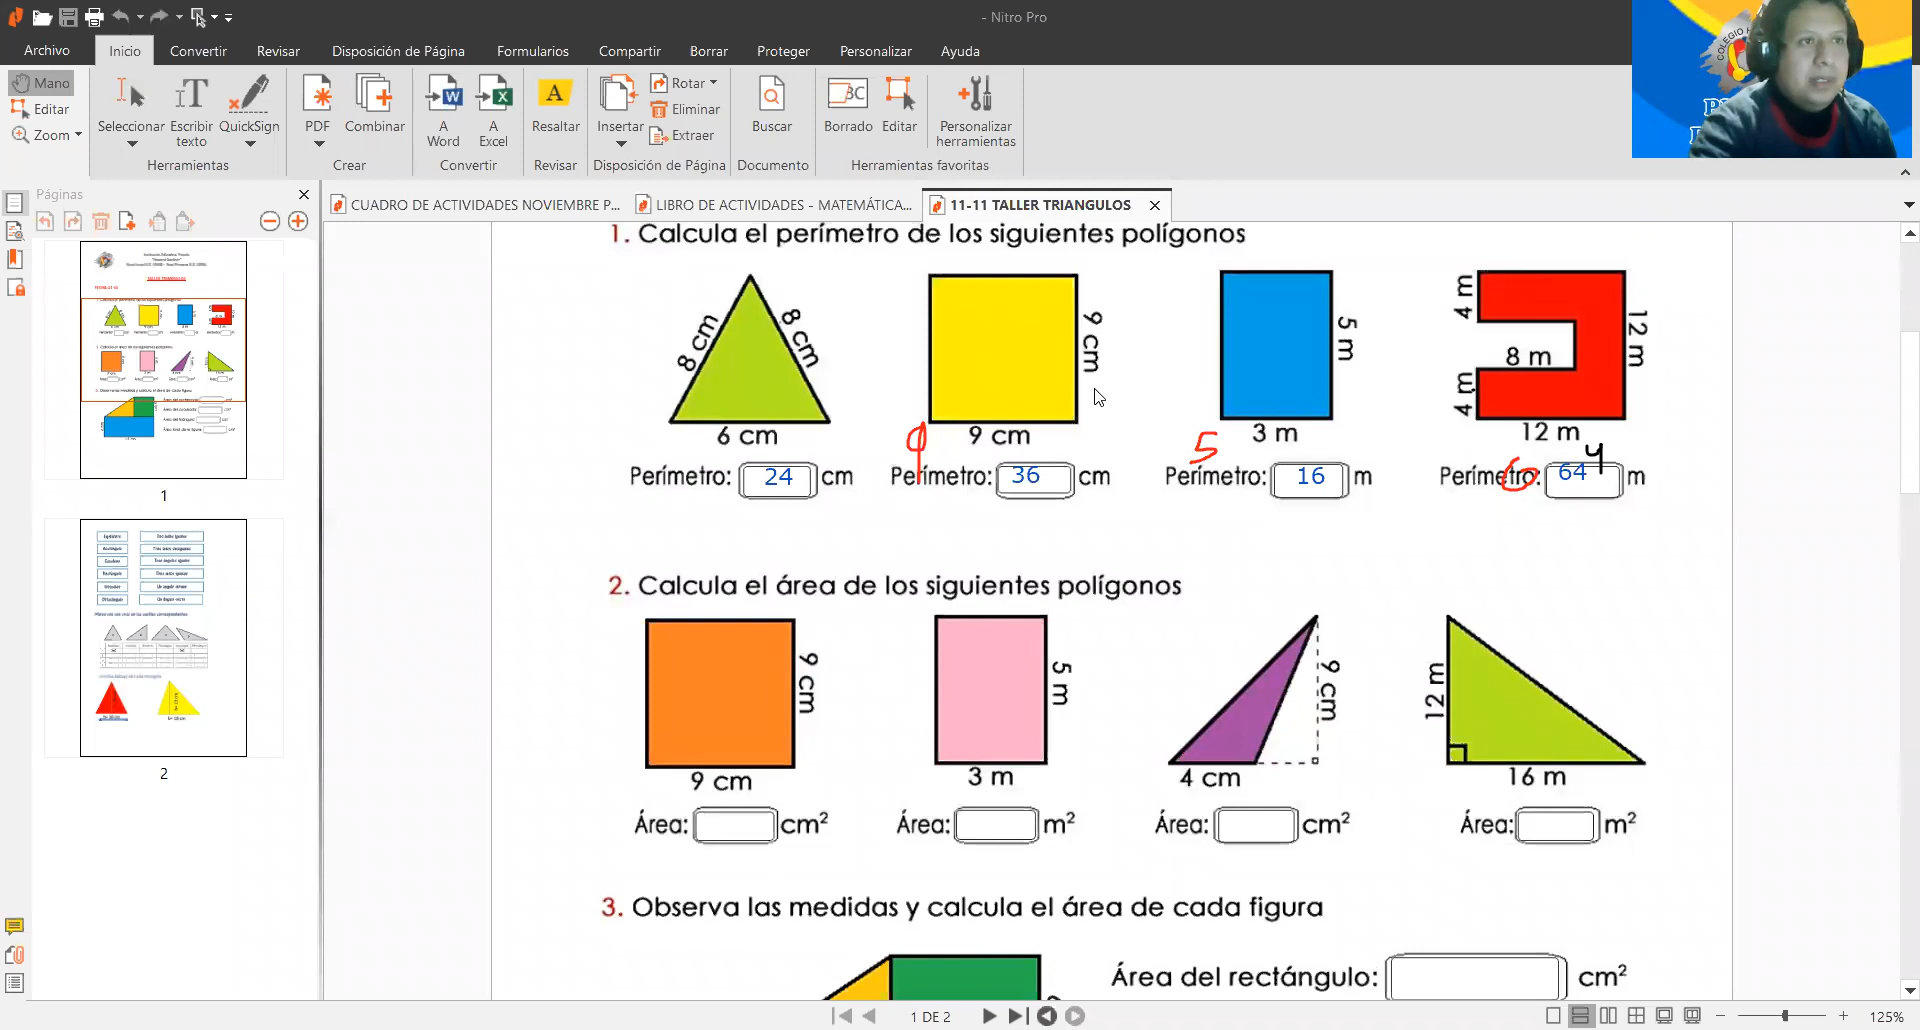 - Nitro Pro
Archivo Inicio Convertir Revisar Disposición de Página Formularios Compartir Borrar Proteger Personalizar Ayuda
Mano
Editar
Zoom
Seleccionar
Escribir texto
QuickSign
Herramientas
PDF
Combinar
Crear
A Word
A Excel
Convertir
Resaltar
Revisar
Insertar
Rotar
Eliminar
Extraer
Disposición de Página
Buscar
Documento
Borrado
Editar
Personalizar herramientas
Herramientas favoritas
Páginas
CUADRO DE ACTIVIDADES NOVIEMBRE P...
LIBRO DE ACTIVIDADES - MATEMÁTICA...
11-11 TALLER TRIANGULOS
1
2
1. Calcula el perímetro de los siguientes polígonos
8 cm 8 cm 6 cm
9 cm 9 cm
5 m 3 m
4 m 8 m 4 m 12 m 12 m
9 5 6 4
Perímetro: 24 cm
Perímetro: 36 cm
Perímetro: 16 m
Perímetro: 64 m
2. Calcula el área de los siguientes polígonos
9 cm 9 cm
5 m 3 m
9 cm 4 cm
12 m 16 m
Área: cm²
Área: m²
Área: cm²
Área: m²
3. Observa las medidas y calcula el área de cada figura
Área del rectángulo: cm²
1 DE 2
125%